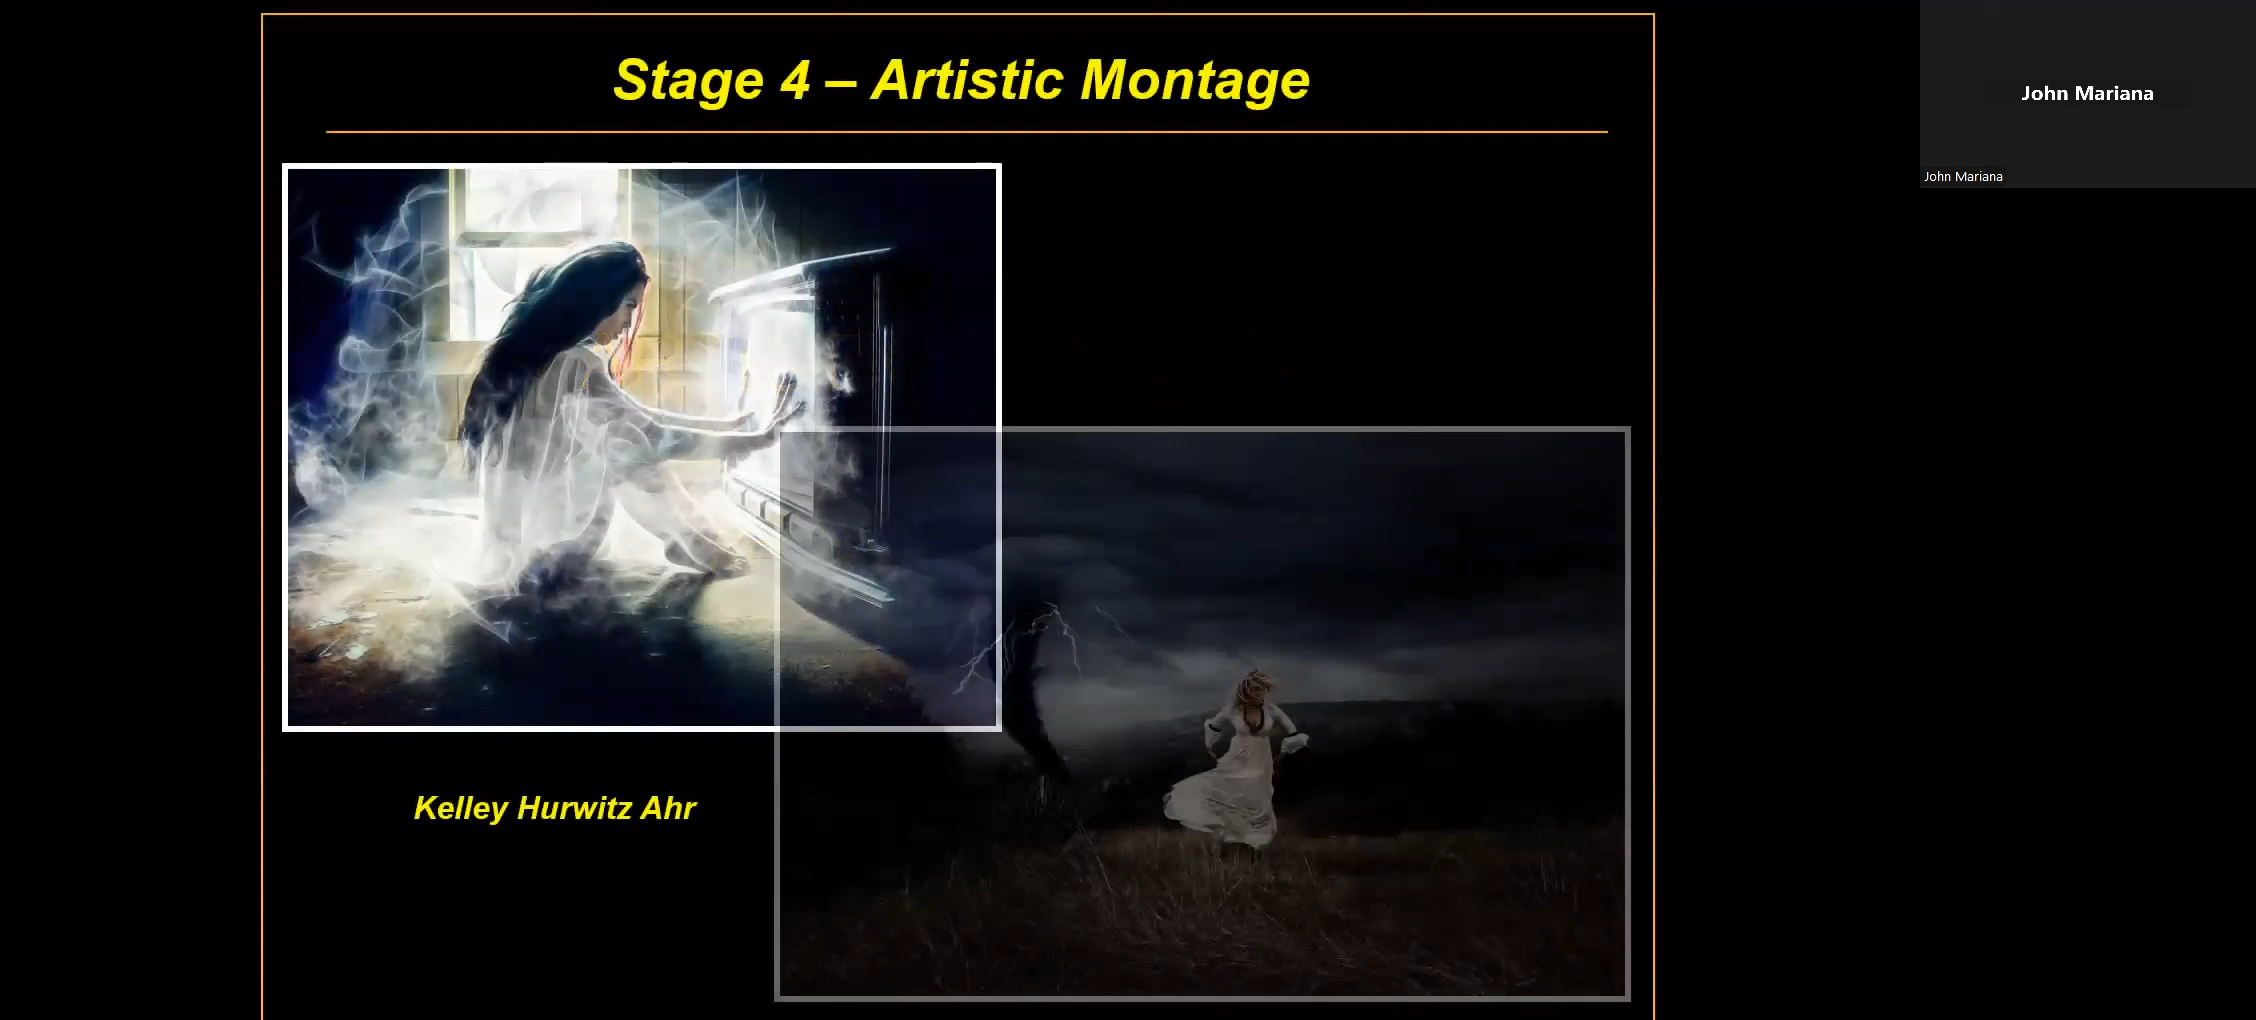 Stage 4 – Artistic Montage
John Mariana
John Mariana
Kelley Hurwitz Ahr